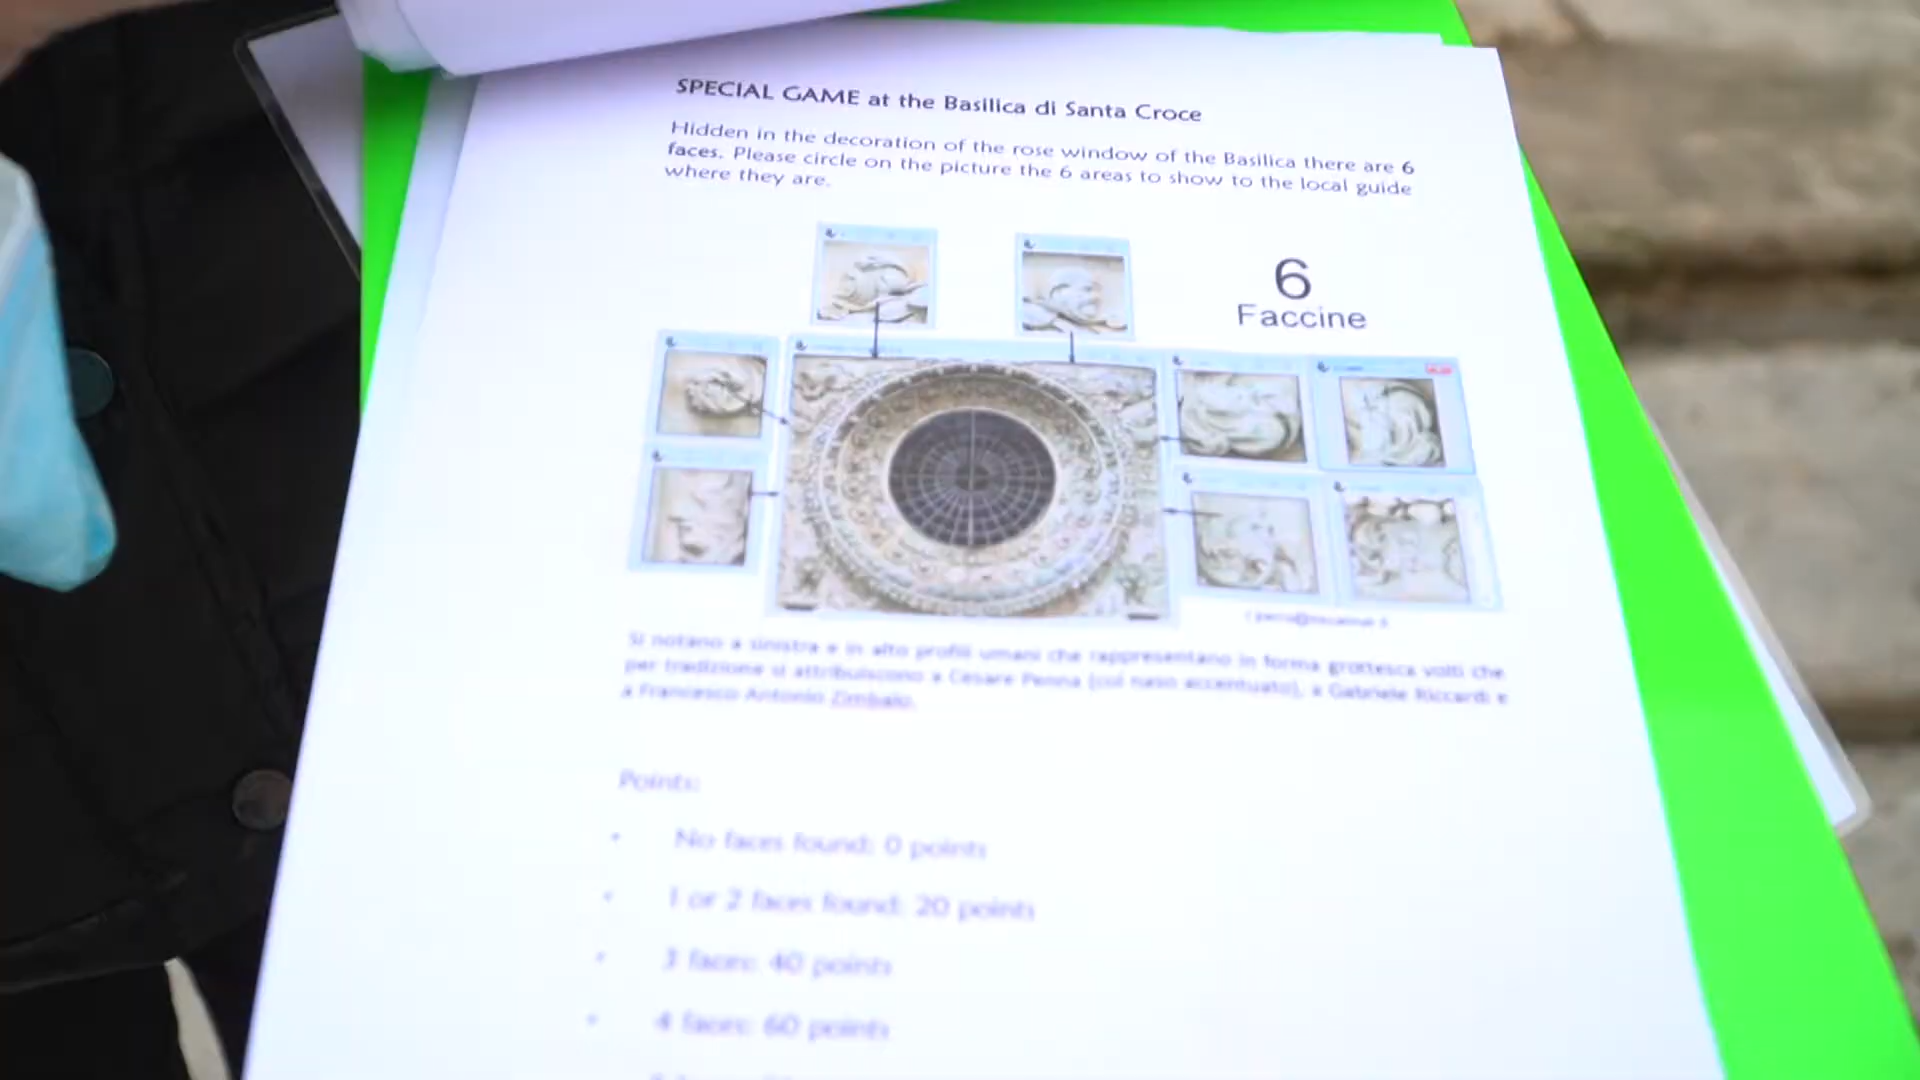 SPECIAL GAME at the Basilica di Santa Croce
Hidden in the decoration of the rose window of the Basilica there are 6
faces. Please circle on the picture the 6 areas to show to the local guide
where they are.
6
Faccine
Si notano a sinistra e in alto profili umani che rappresentano in forma grottesca volti che
per tradizione si attribuiscono a Cesare Penna (col naso accentuato), a Gabriele Riccardi e
a Francesco Antonio Zimbalo.
Points:
• No faces found: 0 points
• 1 or 2 faces found: 20 points
• 3 faces: 40 points
• 4 faces: 60 points